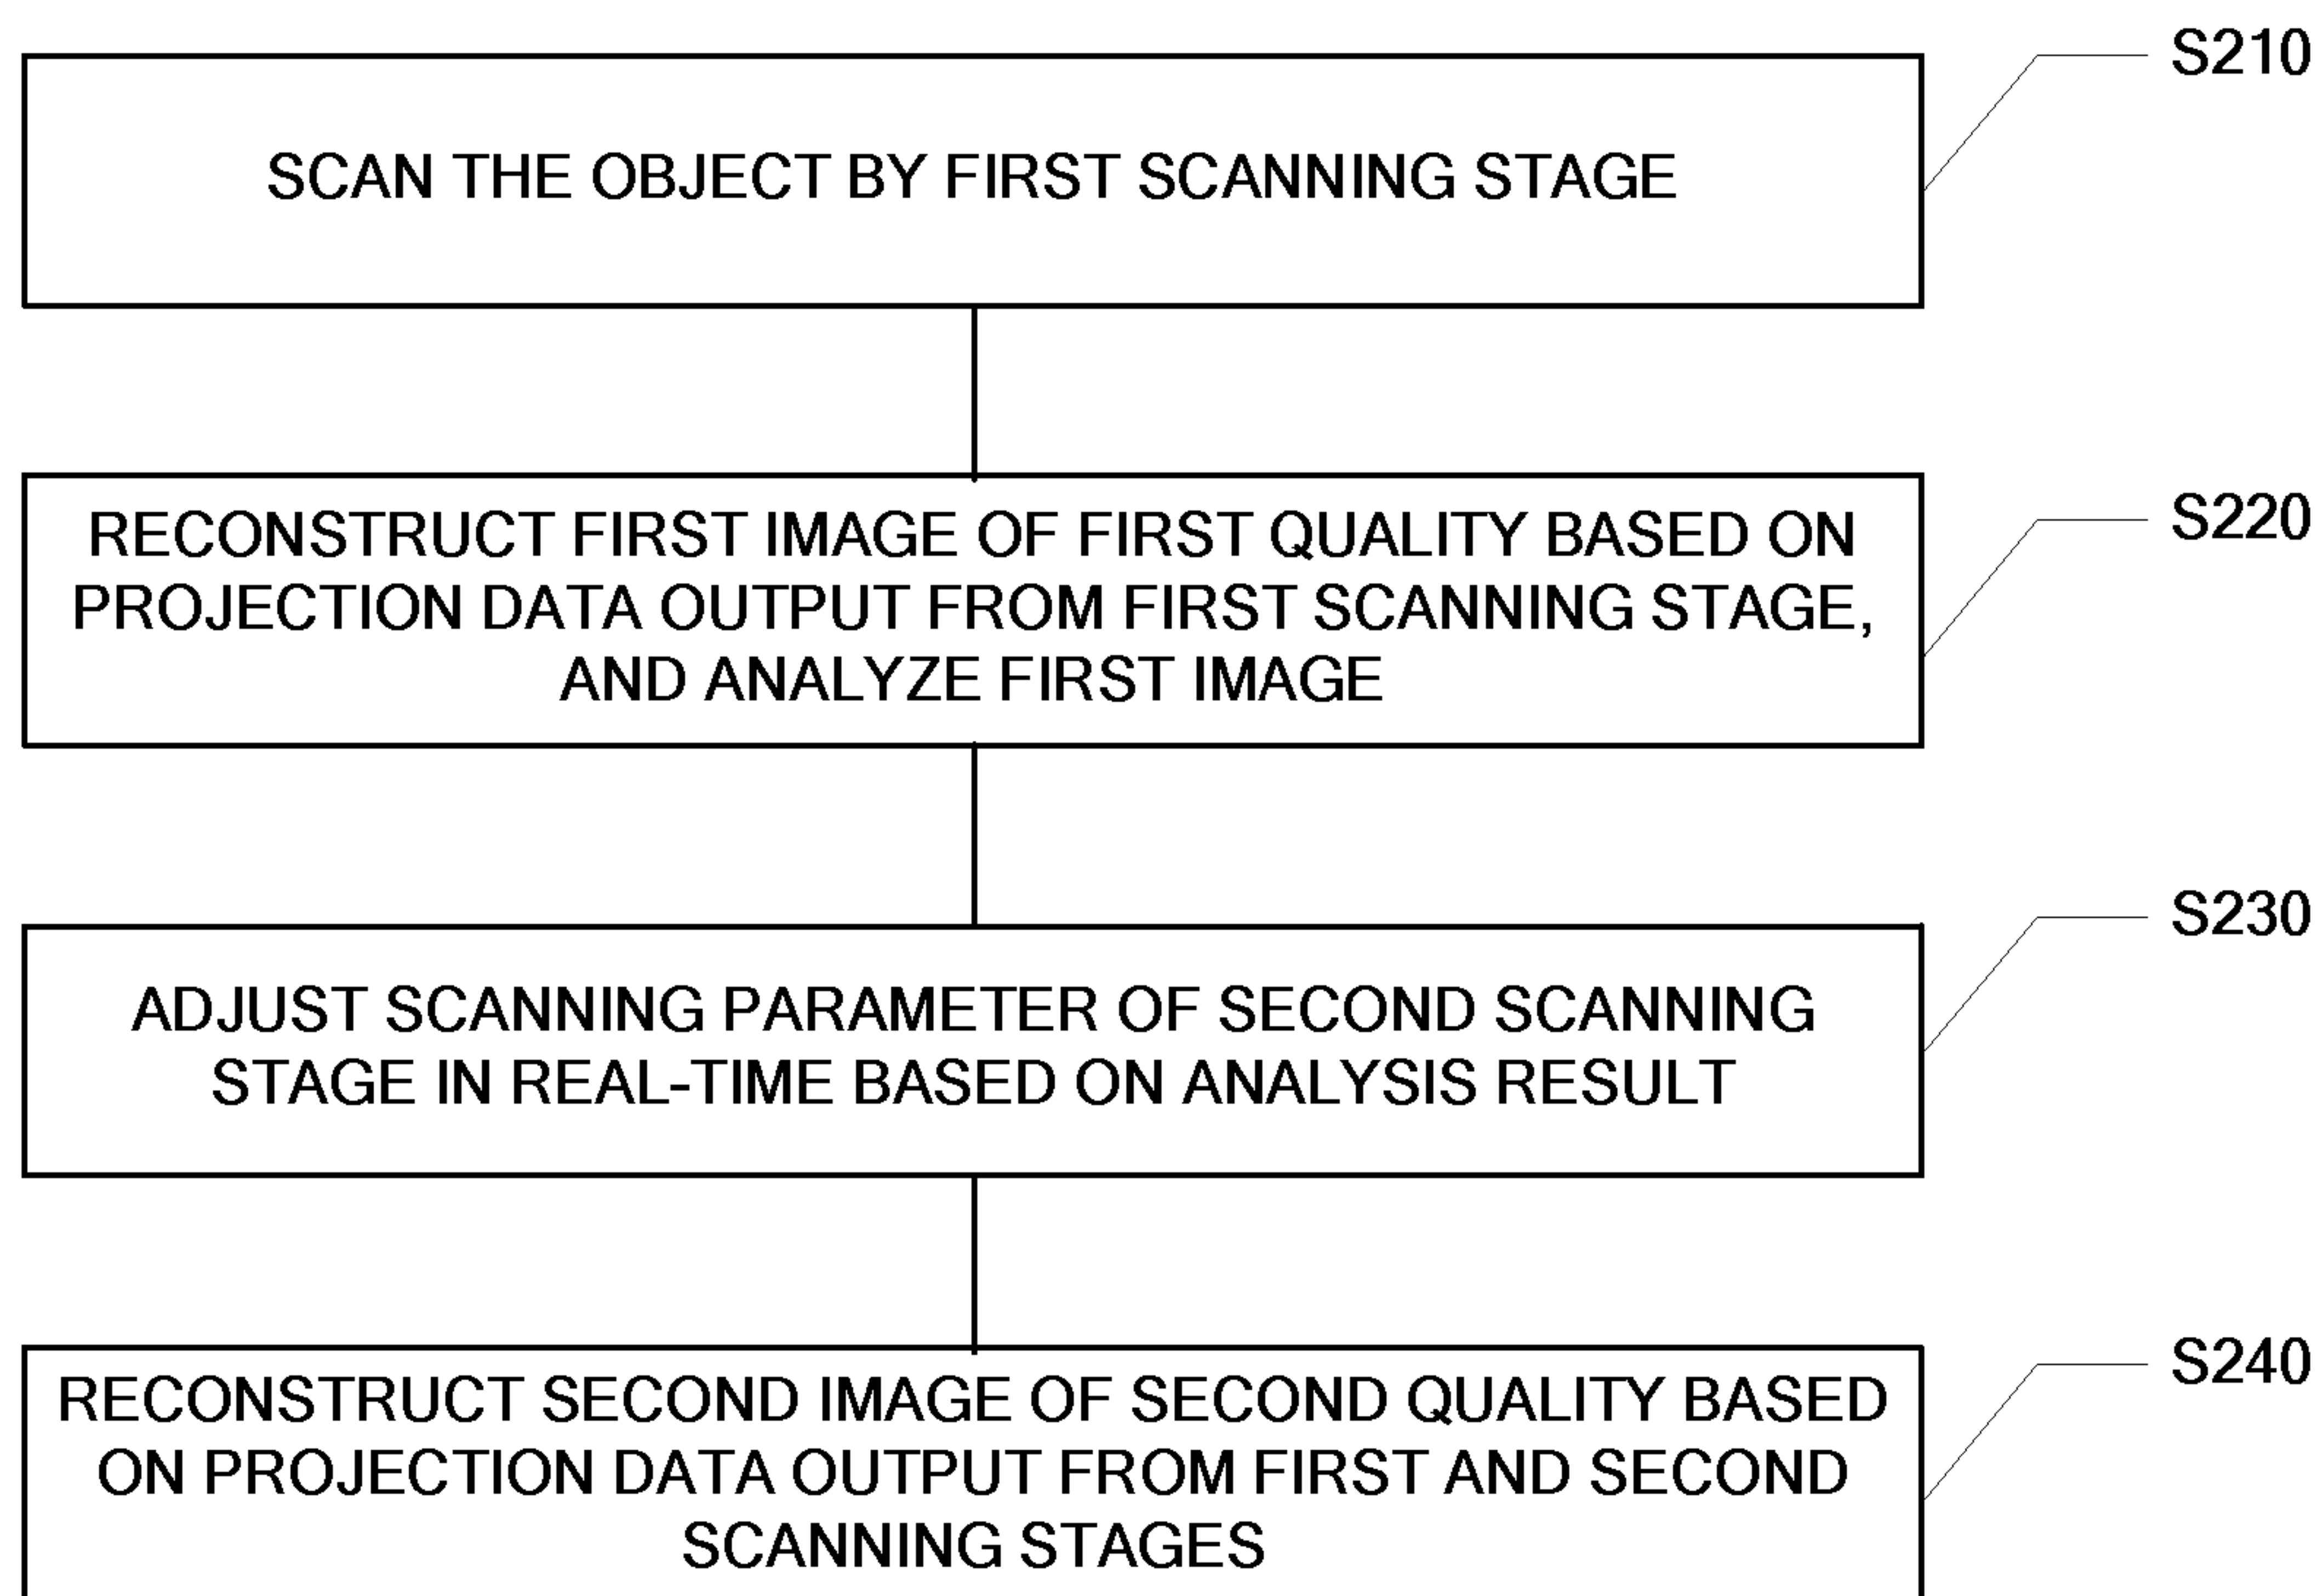 S210
SCAN THE OBJECT BY FIRST SCANNING STAGE
S220
RECONSTRUCT FIRST IMAGE OF FIRST QUALITY BASED ON
PROJECTION DATA OUTPUT FROM FIRST SCANNING STAGE,
AND ANALYZE FIRST IMAGE
S230
ADJUST SCANNING PARAMETER OF SECOND SCANNING
STAGE IN REAL-TIME BASED ON ANALYSIS RESULT
S240
RECONSTRUCT SECOND IMAGE OF SECOND QUALITY BASED
ON PROJECTION DATA OUTPUT FROM FIRST AND SECOND
SCANNING STAGES